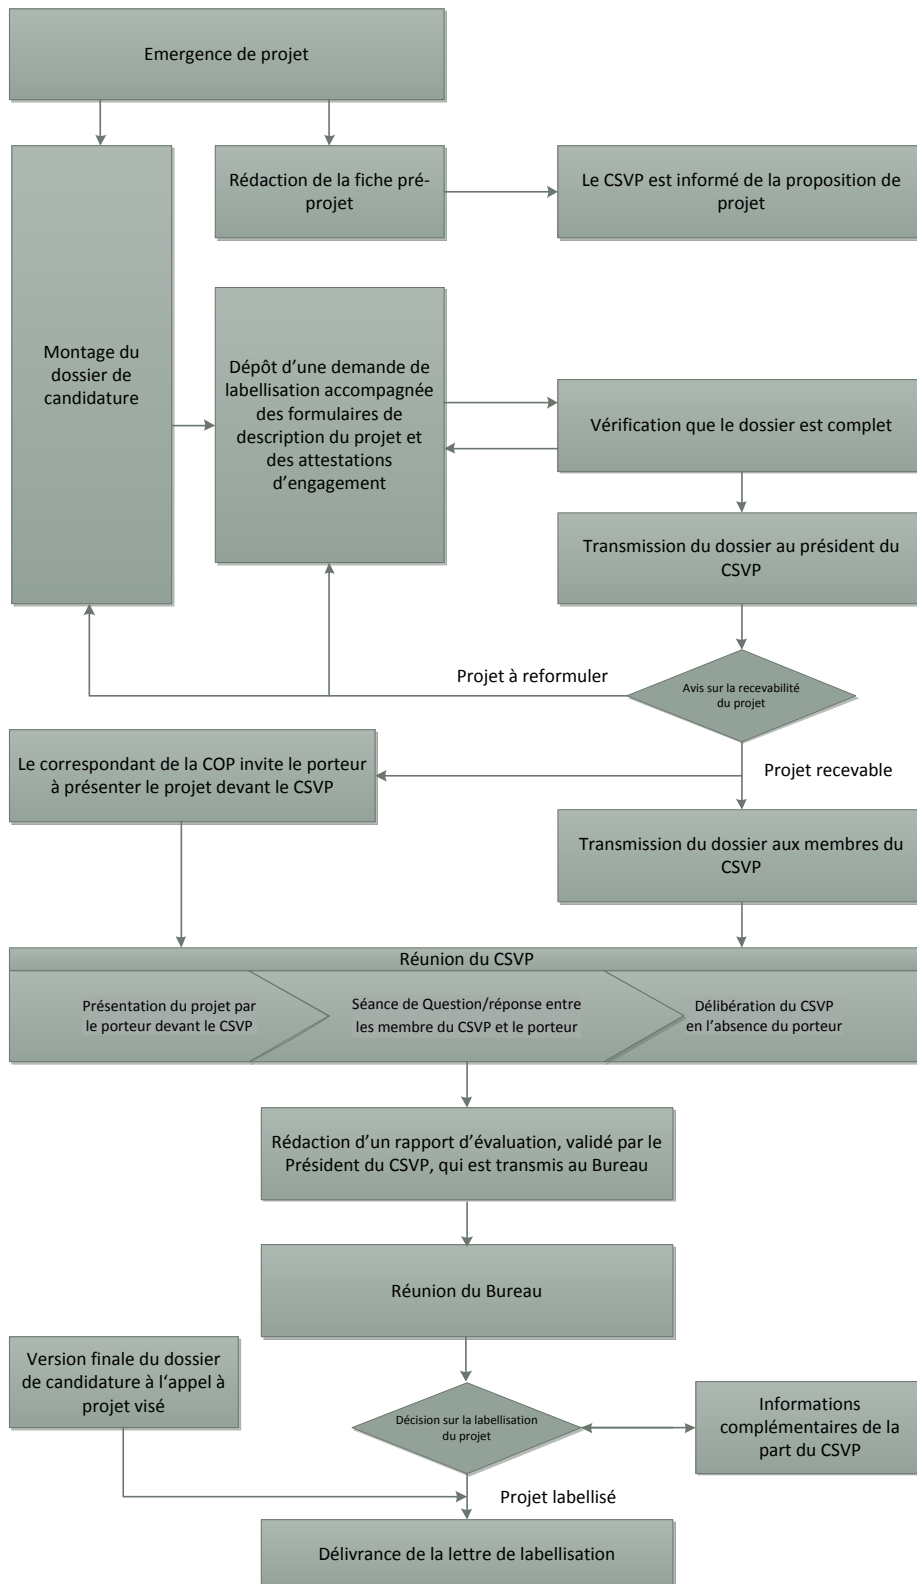 Emergence de projet
Rédaction de la fiche pré-
projet
Le CSVP est informé de la proposition de
projet
Montage du
dossier de
candidature
Dépôt d’une demande de
labellisation accompagnée
des formulaires de
description du projet et
des attestations
d’engagement
Vérification que le dossier est complet
Transmission du dossier au président du
CSVP
Projet à reformuler
Avis sur la recevabilité
du projet
Le correspondant de la COP invite le porteur
à présenter le projet devant le CSVP
Projet recevable
Transmission du dossier aux membres du
CSVP
Réunion du CSVP
Présentation du projet par
le porteur devant le CSVP
Séance de Question/réponse entre
les membre du CSVP et le porteur
Délibération du CSVP
en l’absence du porteur
Rédaction d’un rapport d’évaluation, validé par le
Président du CSVP, qui est transmis au Bureau
Réunion du Bureau
Version finale du dossier
de candidature à l‘appel à
projet visé
Décision sur la labellisation
du projet
Informations
complémentaires de la
part du CSVP
Projet labellisé
Délivrance de la lettre de labellisation